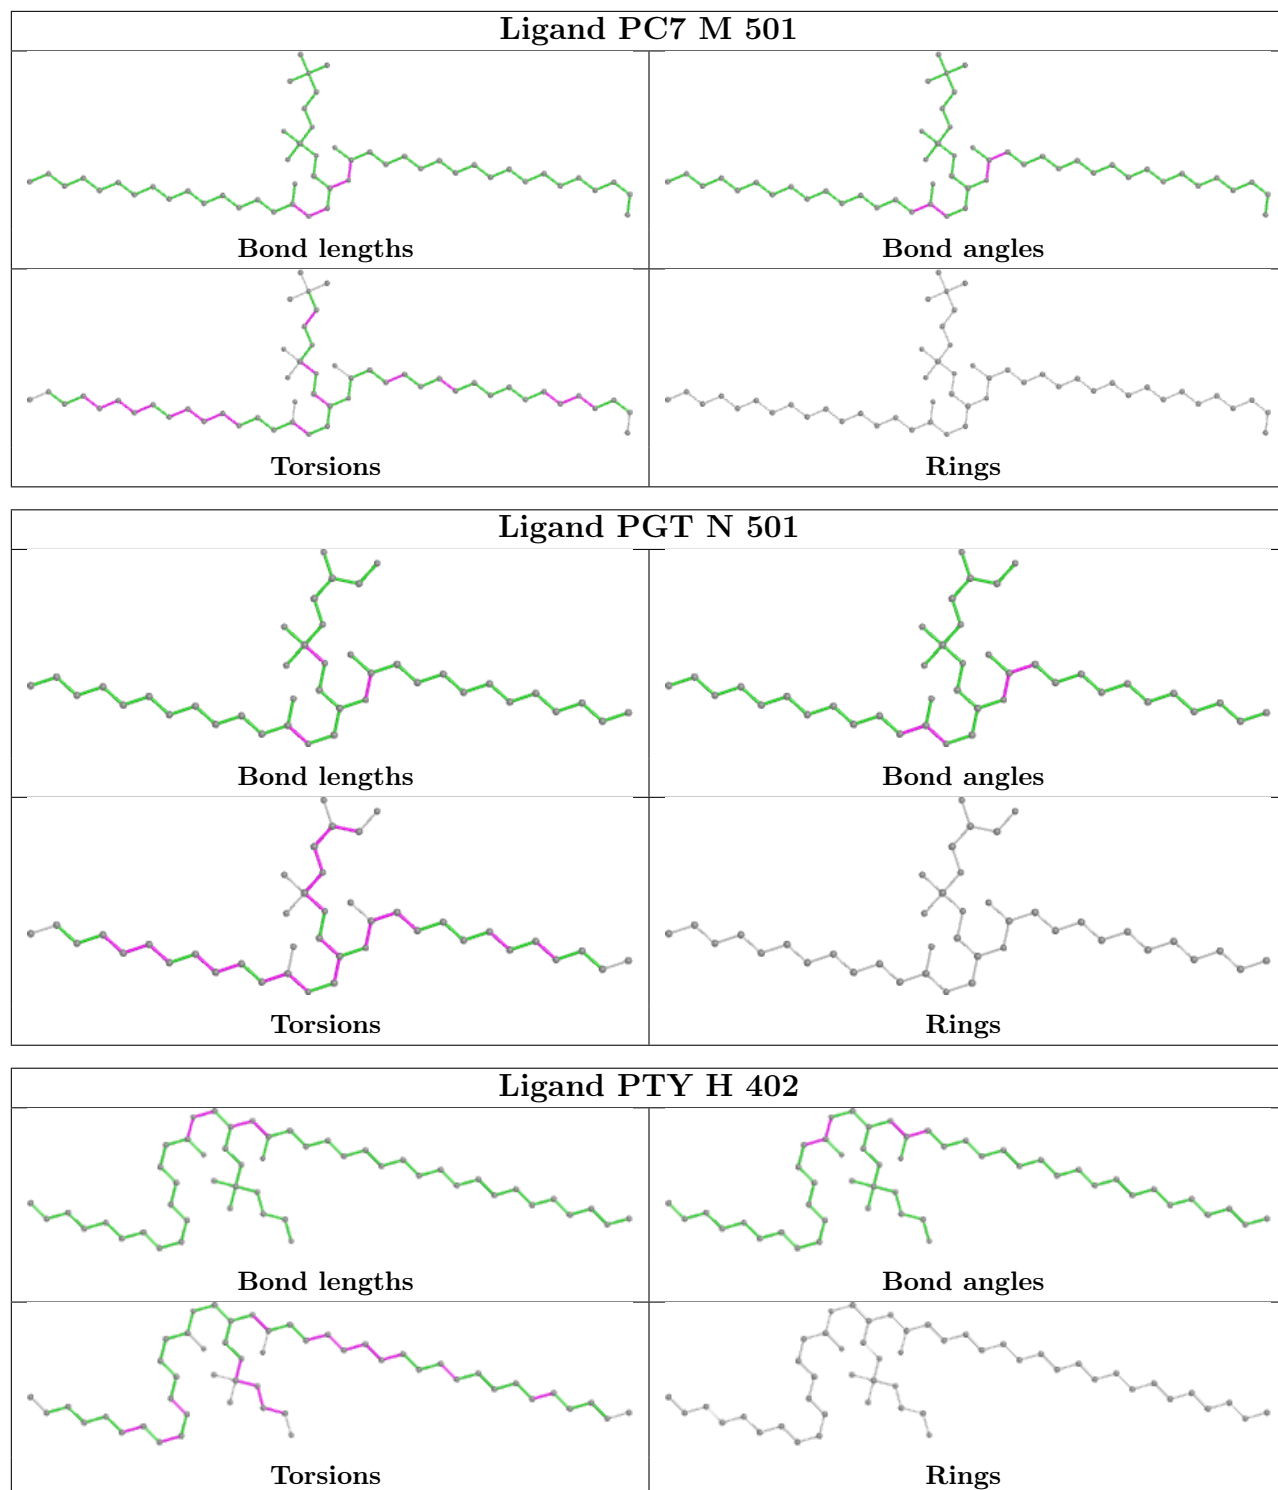 Ligand PC7 M 501
Bond lengths
Bond angles
Torsions
Rings
Ligand PGT N 501
Bond lengths
Bond angles
Torsions
Rings
Ligand PTY H 402
Bond lengths
Bond angles
Torsions
Rings